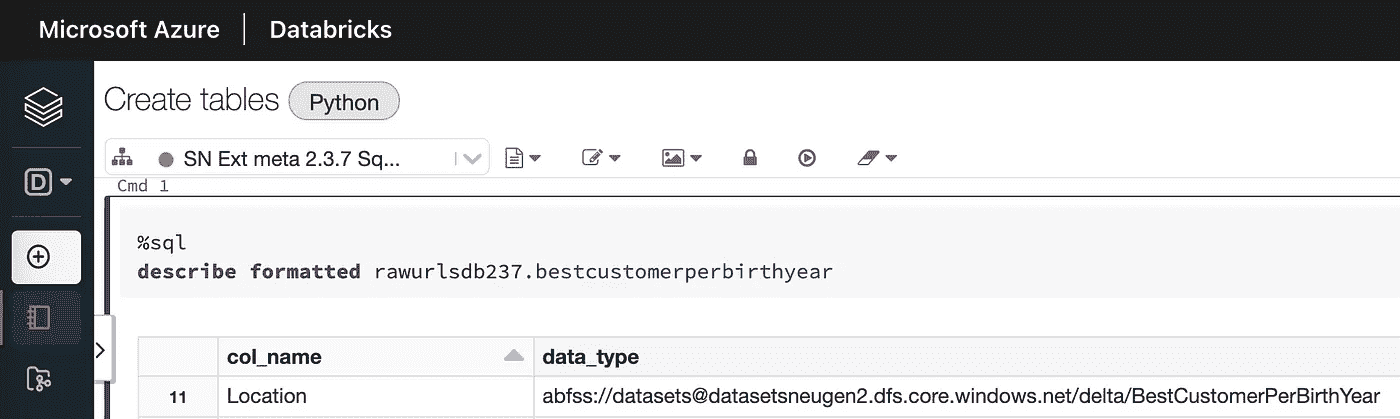 Microsoft Azure | Databricks
Create tables Python
D SN Ext meta 2.3.7 Sq...
Cmd 1
%sql
describe formatted rawurlsdb237.bestcustomerperbirthyear
col_name data_type
11 Location abfss://datasets@datasetsneugen2.dfs.core.windows.net/delta/BestCustomerPerBirthYear